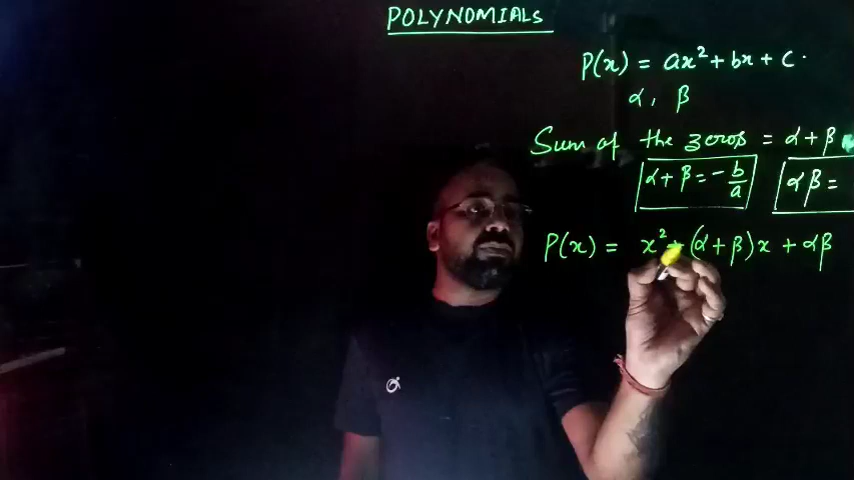 POLYNOMIALS
P(x) = ax² + bx + c.
α, β
Sum of the zeros = α + β
α + β = - b/a
αβ =
P(x) = x² + (α + β)x + αβ